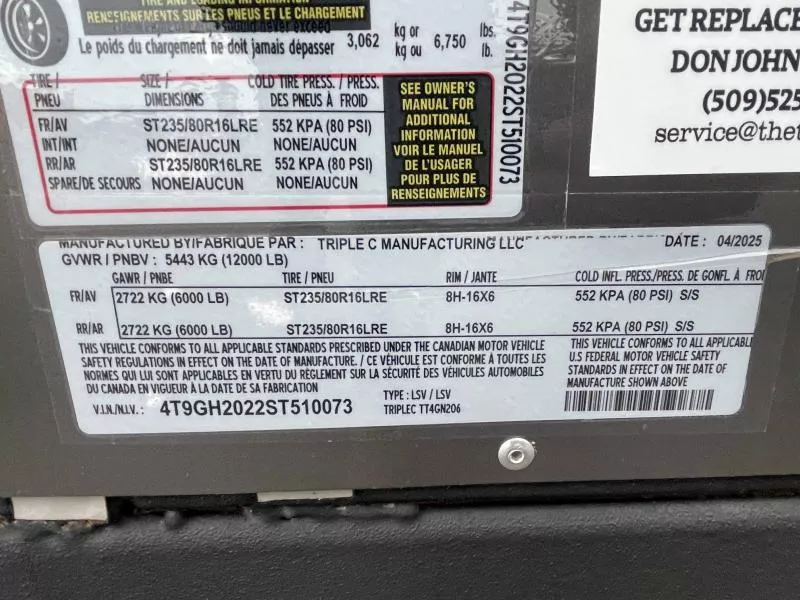 TIRE AND LOADING INFORMATION
RENSEIGNEMENTS SUR LES PNEUS ET LE CHARGEMENT
should never exceed
Le poids du chargement ne doit jamais dépasser 3,062 kg or kg ou 6,750 lbs. lb.
TIRE / PNEU SIZE / DIMENSIONS COLD TIRE PRESS. / PRESS. DES PNEUS À FROID
FR/AV ST235/80R16LRE 552 KPA (80 PSI)
INT/INT NONE/AUCUN NONE/AUCUN
RR/AR ST235/80R16LRE 552 KPA (80 PSI)
SPARE/DE SECOURS NONE/AUCUN NONE/AUCUN
SEE OWNER'S
MANUAL FOR
ADDITIONAL
INFORMATION
VOIR LE MANUEL
DE L'USAGER
POUR PLUS DE
RENSEIGNEMENTS
4T9GH2022ST510073
GET REPLACE
DON JOHN
(509)525
service@thet
MANUFACTURED BY/FABRIQUE PAR : TRIPLE C MANUFACTURING LLC DATE : 04/2025
GVWR / PNBV : 5443 KG (12000 LB)
GAWR / PNBE TIRE / PNEU RIM / JANTE COLD INFL. PRESS./PRESS. DE GONFL. À FROI
FR/AV 2722 KG (6000 LB) ST235/80R16LRE 8H-16X6 552 KPA (80 PSI) S/S
RR/AR 2722 KG (6000 LB) ST235/80R16LRE 8H-16X6 552 KPA (80 PSI) S/S
THIS VEHICLE CONFORMS TO ALL APPLICABLE STANDARDS PRESCRIBED UNDER THE CANADIAN MOTOR VEHICLE
SAFETY REGULATIONS IN EFFECT ON THE DATE OF MANUFACTURE. / CE VÉHICULE EST CONFORME À TOUTES LES
NORMES QUI LUI SONT APPLICABLES EN VERTU DU RÈGLEMENT SUR LA SÉCURITÉ DES VÉHICULES AUTOMOBILES
DU CANADA EN VIGUEUR À LA DATE DE SA FABRICATION
THIS VEHICLE CONFORMS TO ALL APPLICABL
U.S FEDERAL MOTOR VEHICLE SAFETY
STANDARDS IN EFFECT ON THE DATE OF
MANUFACTURE SHOWN ABOVE
V.I.N./N.I.V.: 4T9GH2022ST510073
TYPE : LSV / LSV
TRIPLEC TT4GN206